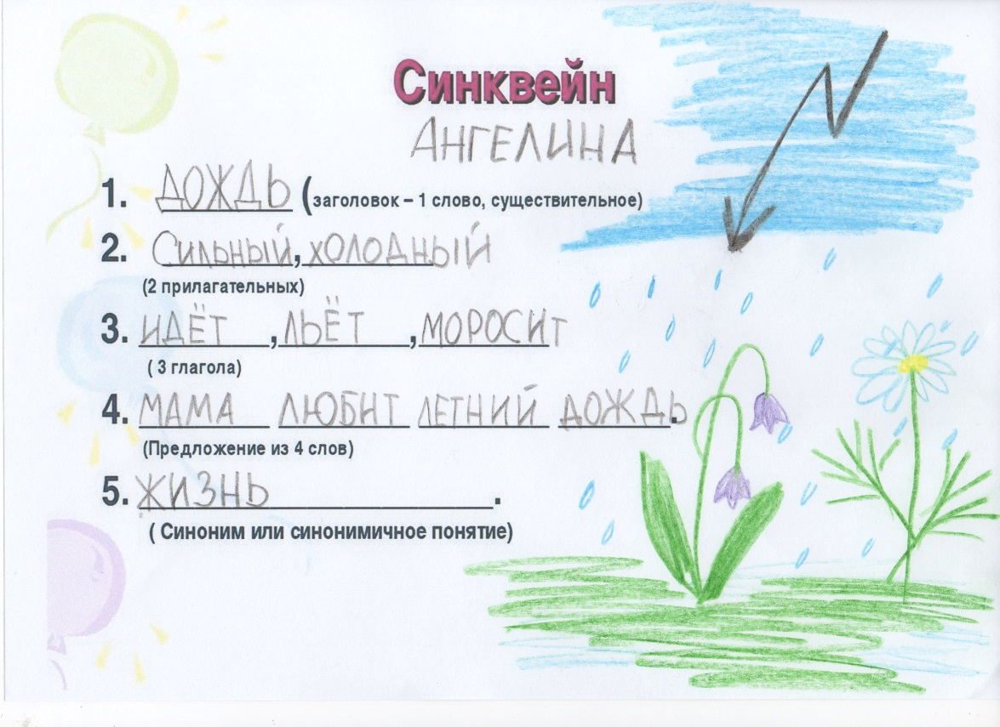 Синквейн
АНГЕЛИНА
1. ДОЖДЬ (заголовок – 1 слово, существительное)
2. Сильный, холодный
(2 прилагательных)
3. ИДЁТ, ЛЬЁТ, МОРОСИТ
( 3 глагола)
4. МАМА ЛЮБИТ ЛЕТНИЙ ДОЖДЬ.
(Предложение из 4 слов)
5. ЖИЗНЬ.
( Синоним или синонимичное понятие)